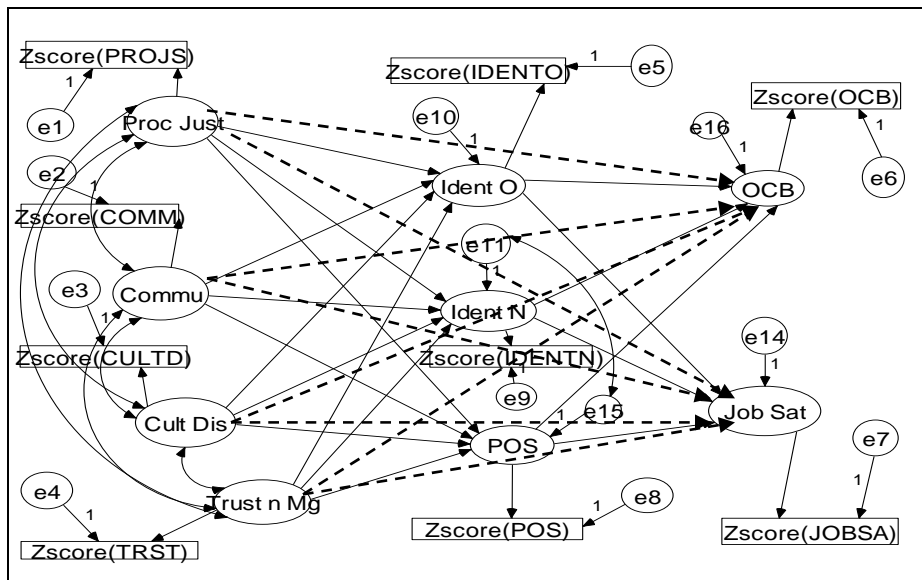 Zscore(PROJS)
1
e1
Proc Just
e2
1
Zscore(COMM)
Commu
e3
1
Zscore(CULTD)
Cult Dis
Trust n Mg
e4
1
Zscore(TRST)
Zscore(IDENTO)
1
e5
e10
1
Ident O
e11
1
Ident N
Zscore(IDENTN)
1
e9
e15
1
POS
Zscore(POS)
1
e8
Zscore(OCB)
1
e6
e16
1
OCB
e14
1
Job Sat
e7
1
Zscore(JOBSA)